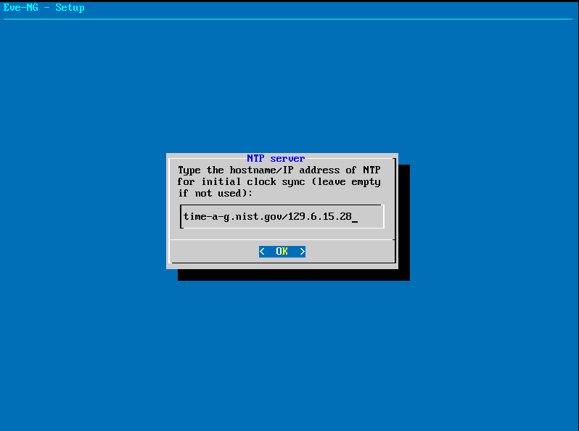 Eve-NG - Setup
NTP server
Type the hostname/IP address of NTP
for initial clock sync (leave empty
if not used):
time-a-g.nist.gov/129.6.15.28_
< OK >